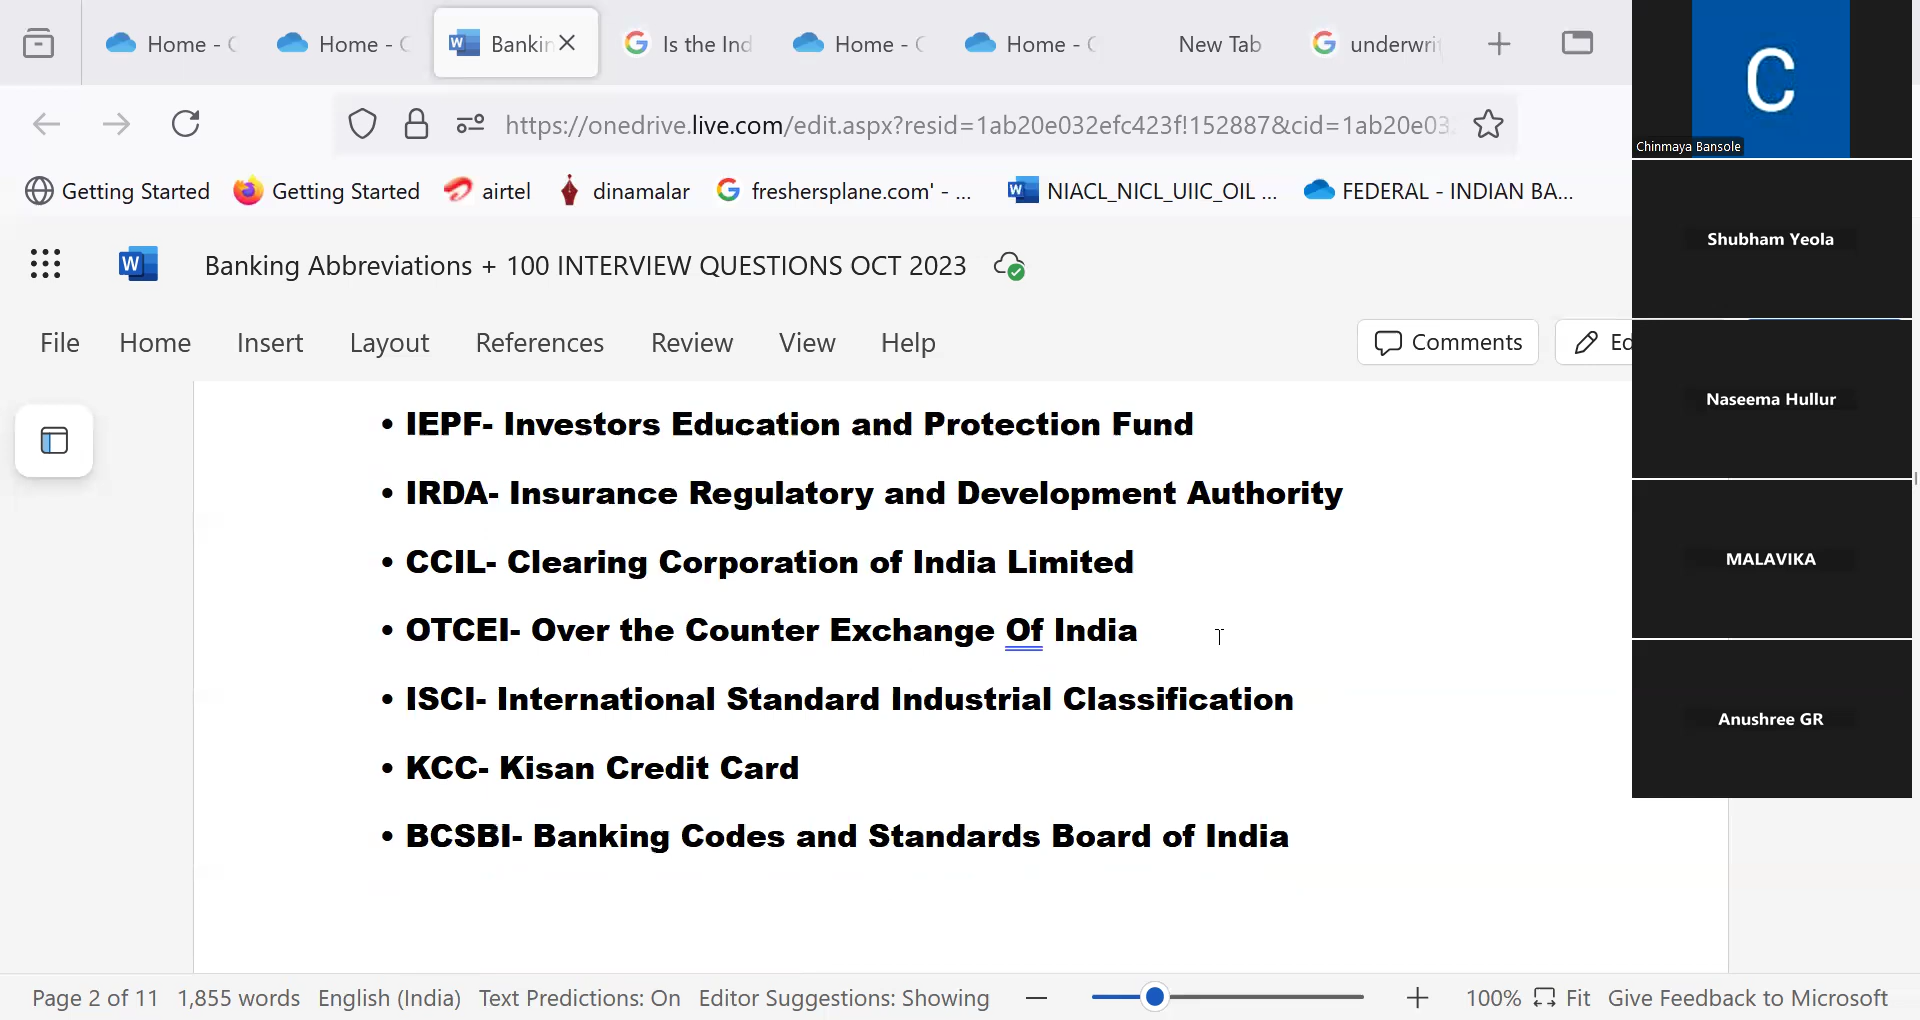 Home - C
Home - C
Bankin
Is the Ind
Home - C
Home - C
New Tab
underwri
https://onedrive.live.com/edit.aspx?resid=1ab20e032efc423f!152887&cid=1ab20e03
Getting Started
Getting Started
airtel
dinamalar
freshersplane.com' - ...
NIACL_NICL_UIIC_OIL ...
FEDERAL - INDIAN BA...
Banking Abbreviations + 100 INTERVIEW QUESTIONS OCT 2023
File Home Insert Layout References Review View Help
Comments
Ed
• IEPF- Investors Education and Protection Fund
• IRDA- Insurance Regulatory and Development Authority
• CCIL- Clearing Corporation of India Limited
• OTCEI- Over the Counter Exchange Of India
• ISCI- International Standard Industrial Classification
• KCC- Kisan Credit Card
• BCSBI- Banking Codes and Standards Board of India
C
Chinmaya Bansole
Shubham Yeola
Naseema Hullur
MALAVIKA
Anushree GR
Page 2 of 11 1,855 words English (India) Text Predictions: On Editor Suggestions: Showing 100% Fit Give Feedback to Microsoft